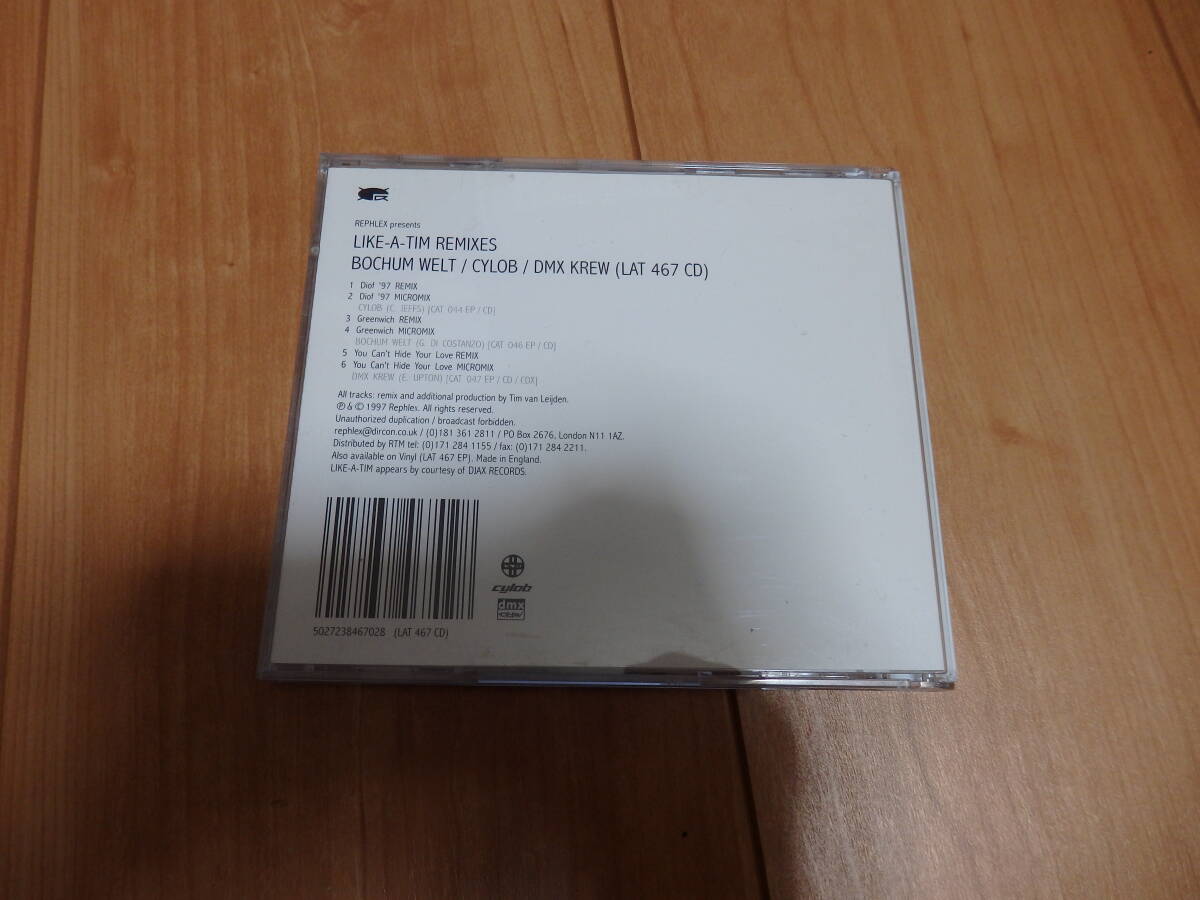 REPHLEX presents
LIKE-A-TIM REMIXES
BOCHUM WELT / CYLOB / DMX KREW (LAT 467 CD)
1 Diof '97 REMIX
2 Diof '97 MICROMIX
CYLOB (C. JEFFS) [CAT 044 EP / CD]
3 Greenwich REMIX
4 Greenwich MICROMIX
BOCHUM WELT (G. DI COSTANZO) [CAT 046 EP / CD]
5 You Can't Hide Your Love REMIX
6 You Can't Hide Your Love MICROMIX
DMX KREW (E. UPTON) [CAT 047 EP / CD / CDX]
All tracks: remix and additional production by Tim van Leijden.
℗ & © 1997 Rephlex. All rights reserved.
Unauthorized duplication / broadcast forbidden.
rephlex@dircon.co.uk / (0)181 361 2811 / PO Box 2676, London N11 1AZ.
Distributed by RTM tel: (0)171 284 1155 / fax: (0)171 284 2211.
Also available on Vinyl (LAT 467 EP). Made in England.
LIKE-A-TIM appears by courtesy of DJAX RECORDS.
cylob
dmx
krew
5027238467028 (LAT 467 CD)